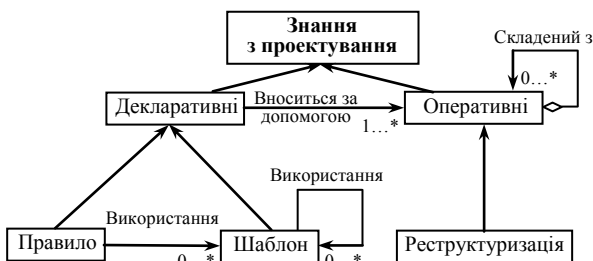 Знання
з проектування
Складений з
0…*
Декларативні
Вноситься за
допомогою
1…*
Оперативні
Використання
Використання
Правило
0…*
Шаблон
0…*
Реструктуризація